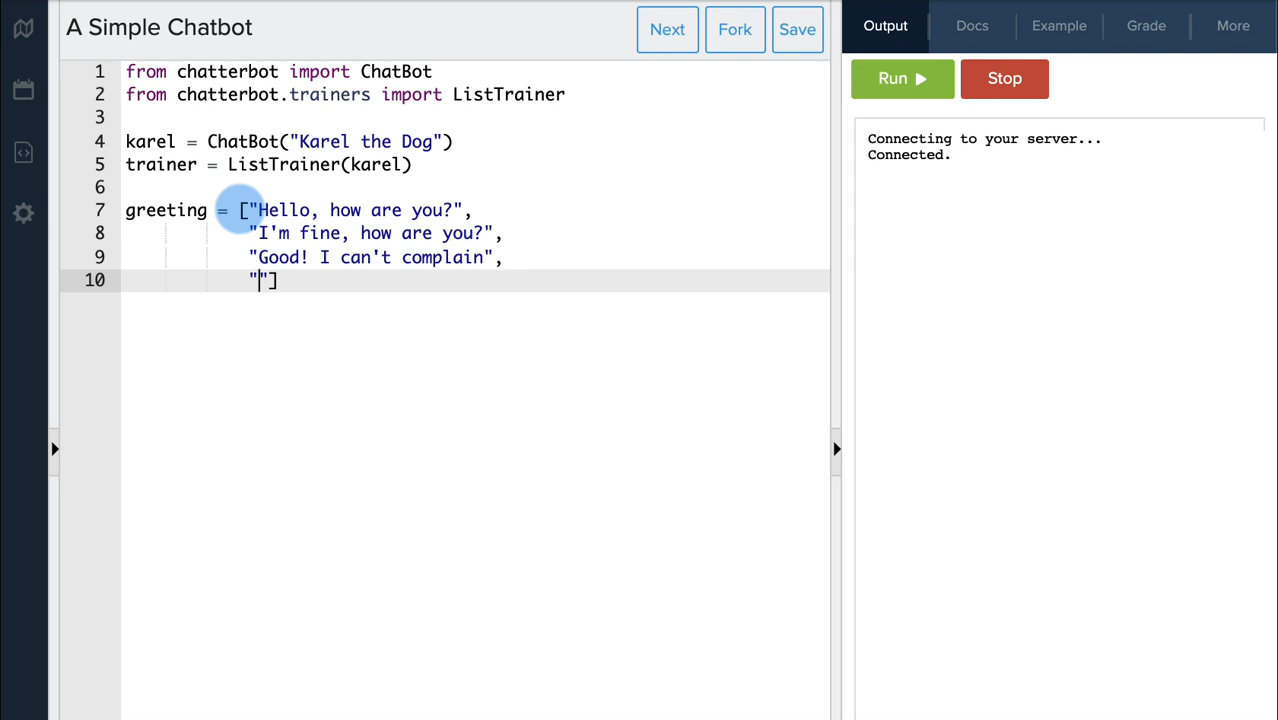 A Simple Chatbot
Next
Fork
Save
1 from chatterbot import ChatBot
2 from chatterbot.trainers import ListTrainer
3
4 karel = ChatBot("Karel the Dog")
5 trainer = ListTrainer(karel)
6
7 greeting = ["Hello, how are you?",
8 "I'm fine, how are you?",
9 "Good! I can't complain",
10 ""]
Output
Docs
Example
Grade
More
Run
Stop
Connecting to your server...
Connected.